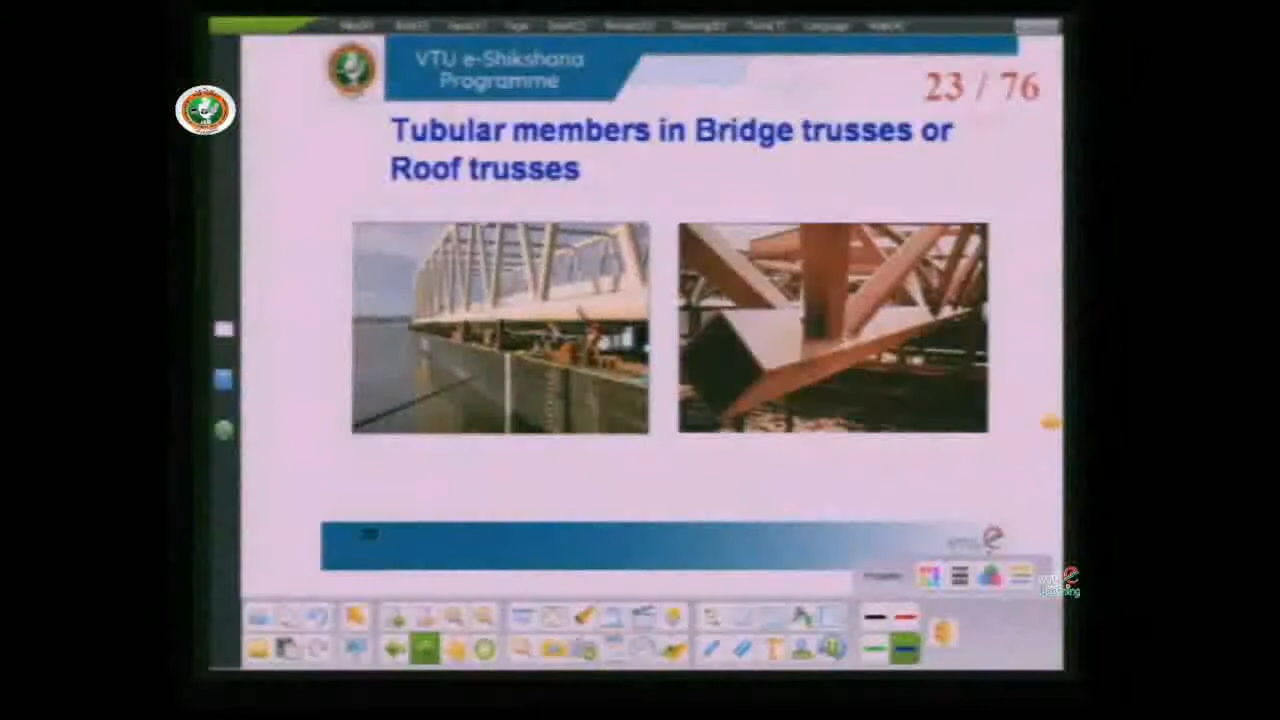 VTU e-Shikshana
Programme
23 / 76
Tubular members in Bridge trusses or
Roof trusses